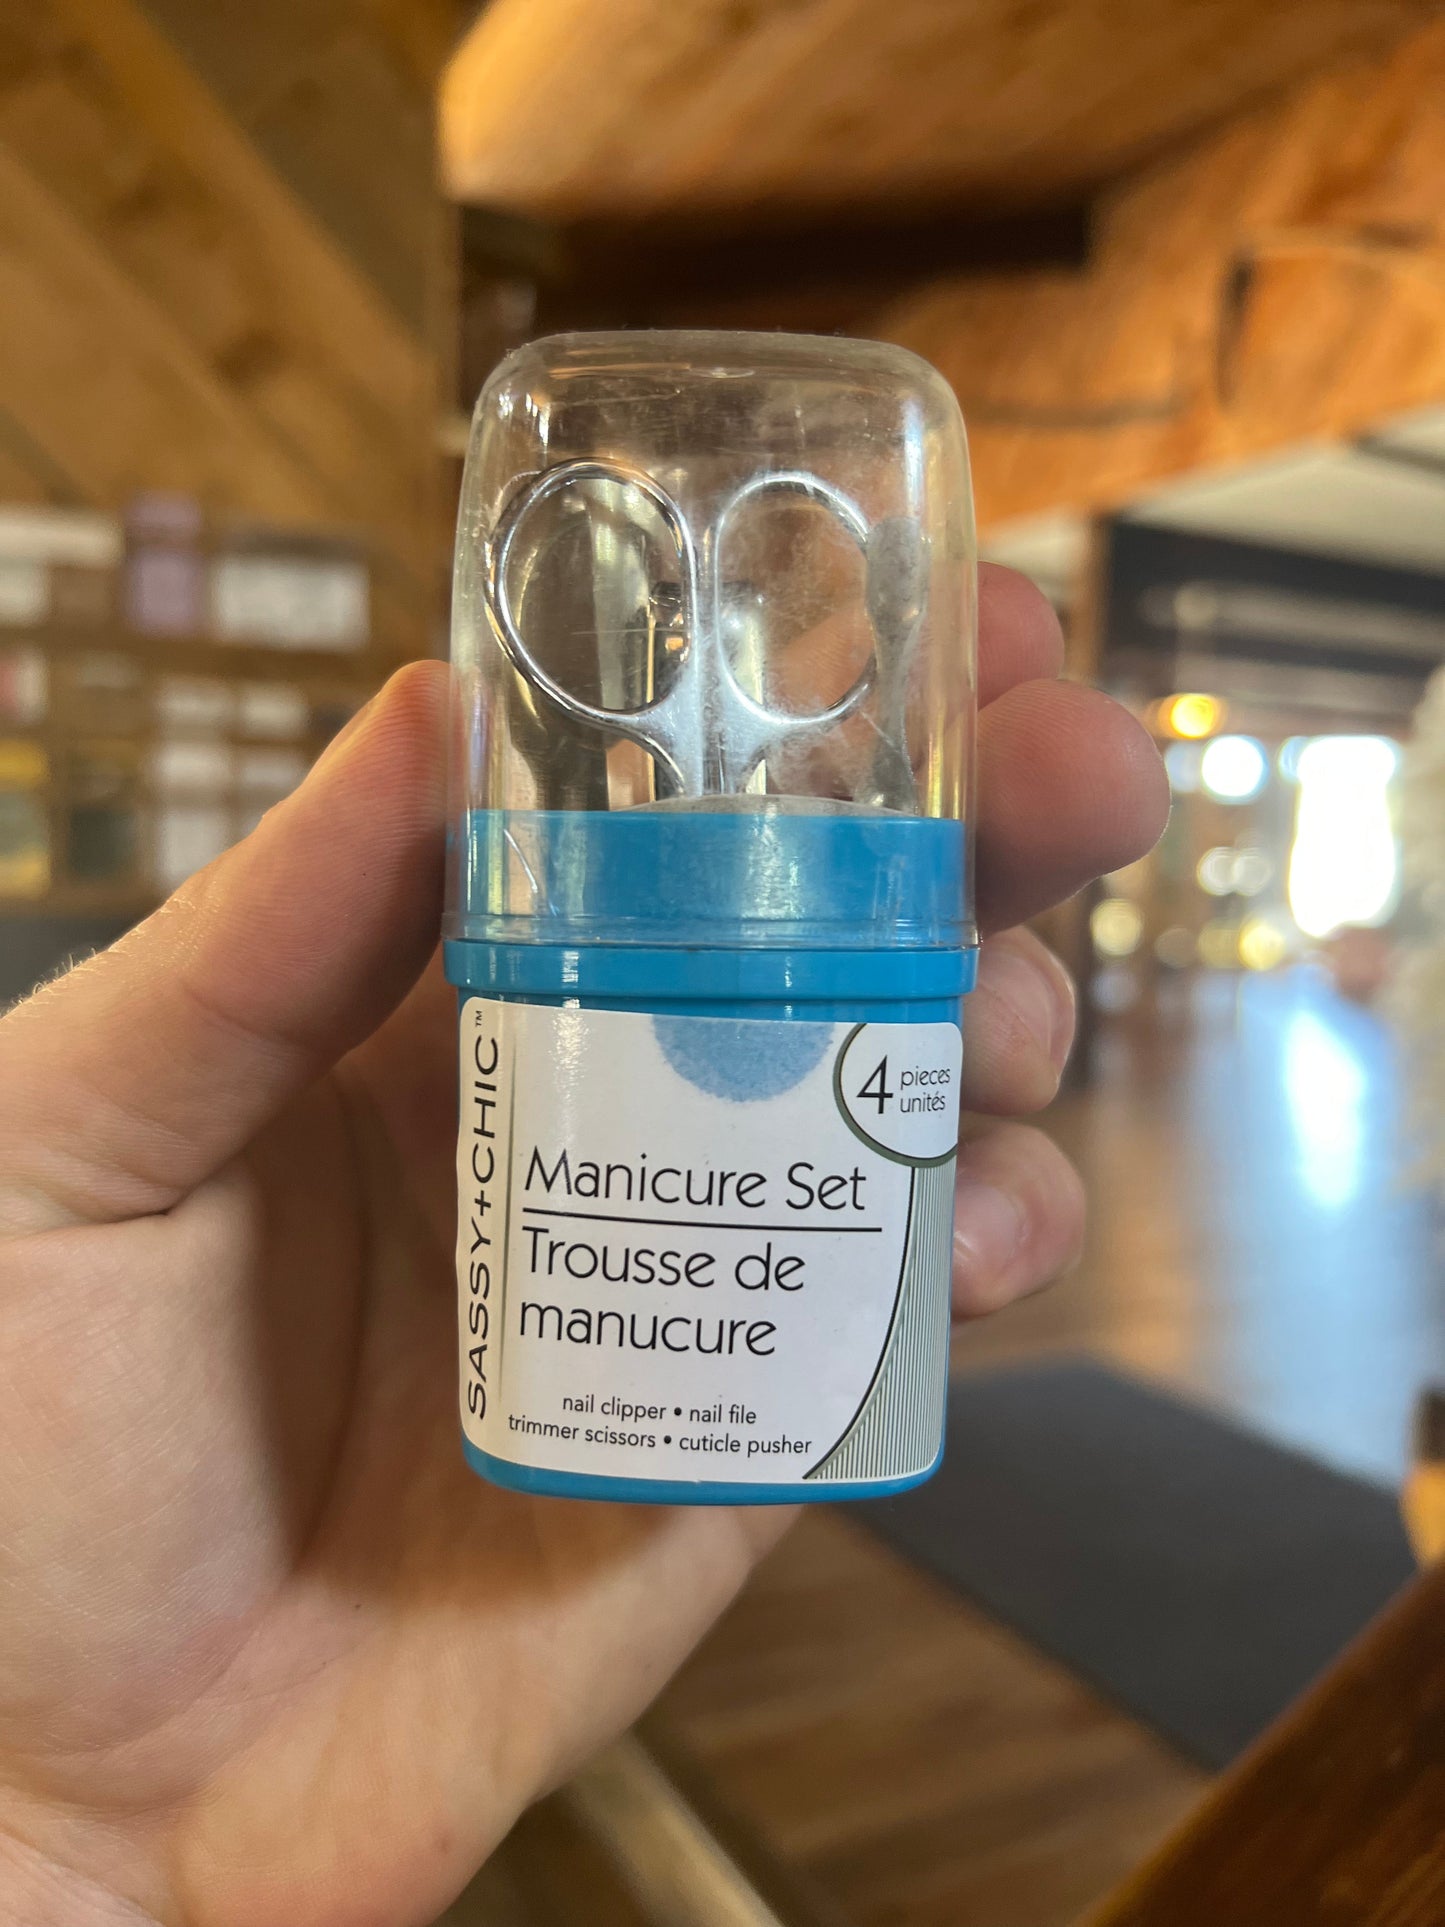 SASSY+CHIC™
4 pieces
unités
Manicure Set
Trousse de
manucure
nail clipper • nail file
trimmer scissors • cuticle pusher